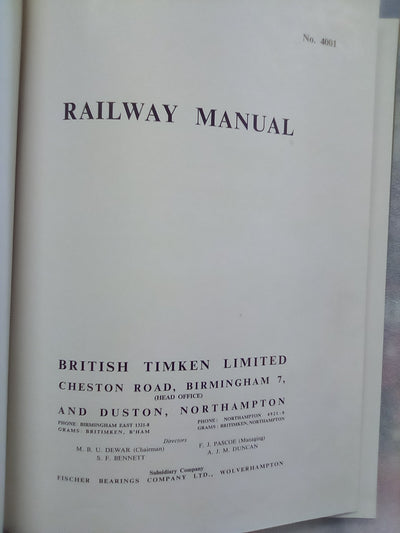 No. 4001
RAILWAY MANUAL
BRITISH TIMKEN LIMITED
CHESTON ROAD, BIRMINGHAM 7,
(HEAD OFFICE)
AND DUSTON, NORTHAMPTON
PHONE: BIRMINGHAM EAST 1321-8 PHONE: NORTHAMPTON 4921-8
GRAMS: BRITIMKEN, B'HAM GRAMS: BRITIMKEN, NORTHAMPTON
Directors
M. B. U. DEWAR (Chairman) F. J. PASCOE (Managing)
S. F. BENNETT A. J. M. DUNCAN
Subsidiary Company
FISCHER BEARINGS COMPANY LTD., WOLVERHAMPTON